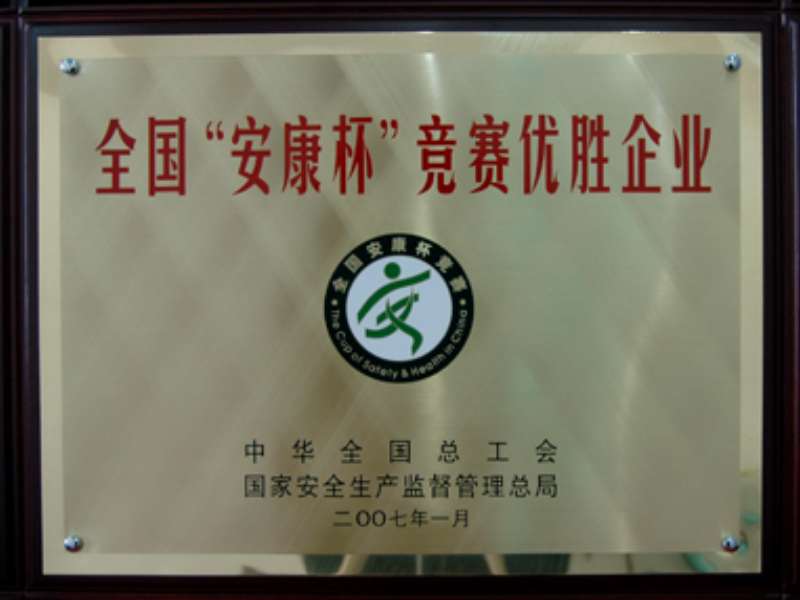 全国“安康杯”竞赛优胜企业
全国安康杯竞赛
The Cup of Safety & Health in China
中华全国总工会
国家安全生产监督管理总局
二〇〇七年一月